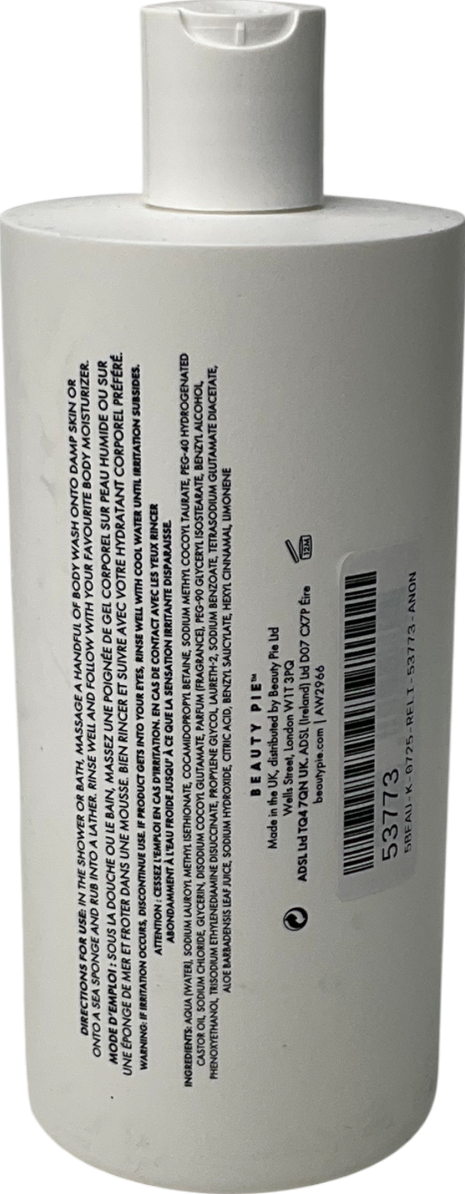 DIRECTIONS FOR USE: IN THE SHOWER OR BATH, MASSAGE A HANDFUL OF BODY WASH ONTO DAMP SKIN OR
ONTO A SEA SPONGE AND RUB INTO A LATHER. RINSE WELL AND FOLLOW WITH YOUR FAVOURITE BODY MOISTURIZER.
MODE D'EMPLOI : SOUS LA DOUCHE OU LE BAIN, MASSEZ UNE POIGNÉE DE GEL CORPOREL SUR PEAU HUMIDE OU SUR
UNE ÉPONGE DE MER ET FROTER DANS UNE MOUSSE. BIEN RINCER ET SUIVRE AVEC VOTRE HYDRATANT CORPOREL PRÉFÉRÉ.
WARNING: IF IRRITATION OCCURS, DISCONTINUE USE. IF PRODUCT GETS INTO YOUR EYES, RINSE WELL WITH COOL WATER UNTIL IRRITATION SUBSIDES.
ATTENTION : CESSEZ L'EMPLOI EN CAS D'IRRITATION. EN CAS DE CONTACT AVEC LES YEUX RINCER
ABONDAMMENT À L'EAU FROIDE JUSQU' À CE QUE LA SENSATION IRRITANTE DISPARAISSE.
INGREDIENTS: AQUA (WATER), SODIUM LAUROYL METHYL ISETHIONATE, COCAMIDOPROPYL BETAINE, SODIUM METHYL COCOYL TAURATE, PEG-40 HYDROGENATED
CASTOR OIL, SODIUM CHLORIDE, GLYCERIN, DISODIUM COCOYL GLUTAMATE, PARFUM (FRAGRANCE), PEG-90 GLYCERYL ISOSTEARATE, BENZYL ALCOHOL,
PHENOXYETHANOL, TRISODIUM ETHYLENEDIAMINE DISUCCINATE, PROPYLENE GLYCOL, LAURETH-2, SODIUM BENZOATE, TETRASODIUM GLUTAMATE DIACETATE,
ALOE BARBADENSIS LEAF JUICE, SODIUM HYDROXIDE, CITRIC ACID, BENZYL SALICYLATE, HEXYL CINNAMAL, LIMONENE
BEAUTY PIE™
Made in the UK, distributed by Beauty Pie Ltd
Wells Street, London W1T 3PQ
ADSL Ltd TQ4 7QN UK. ADSL (Ireland) Ltd D07 CX7P Éire
beautypie.com | AW2966
12M
53773
5BEAU-K-0725-RELI-53773-ANON